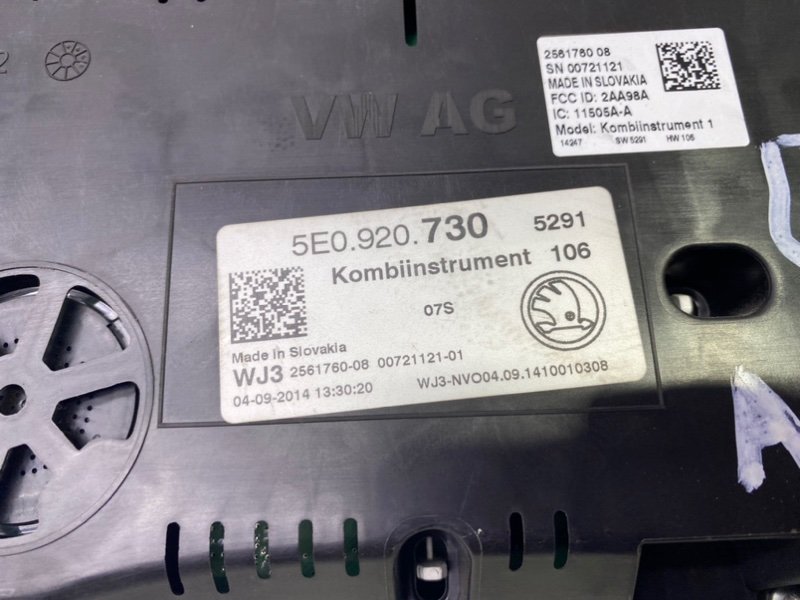 2
2561760 08
SN 00721121
MADE IN SLOVAKIA
FCC ID: 2AA98A
IC: 11505A-A
Model: Kombiinstrument 1
14247 SW 5291 HW 106
VW AG
5E0.920.730 5291
Kombiinstrument 106
07S
Made in Slovakia
WJ3 2561760-08 00721121-01
04-09-2014 13:30:20 WJ3-NVO04.09.1410010308
A